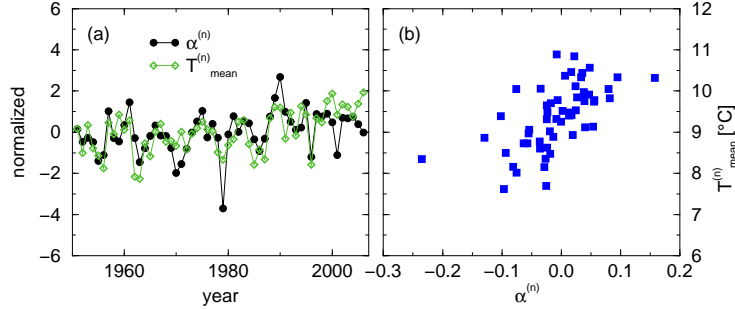 (a)
α(n)
T(n)mean
normalized
6
4
2
0
−2
−4
−6
1960
1980
2000
year
(b)
12
11
10
9
8
7
6
T(n)mean [°C]
−0.3
−0.2
−0.1
0.0
0.1
0.2
α(n)